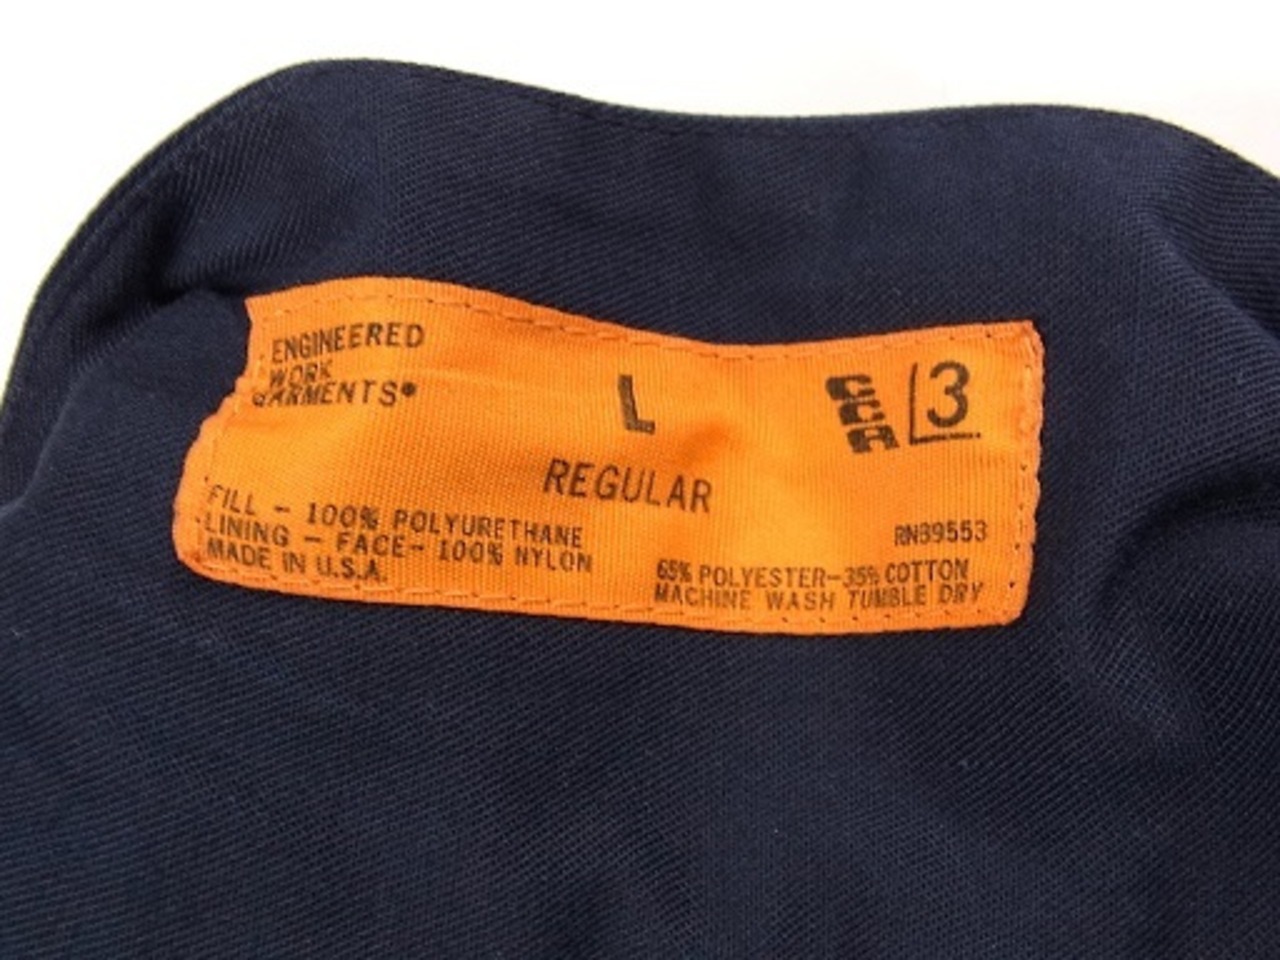 ENGINEERED
WORK
GARMENTS®
L
REGULAR
CCA 3
FILL - 100% POLYURETHANE
LINING - FACE - 100% NYLON
MADE IN U.S.A.
RN39553
65% POLYESTER-35% COTTON
MACHINE WASH TUMBLE DRY